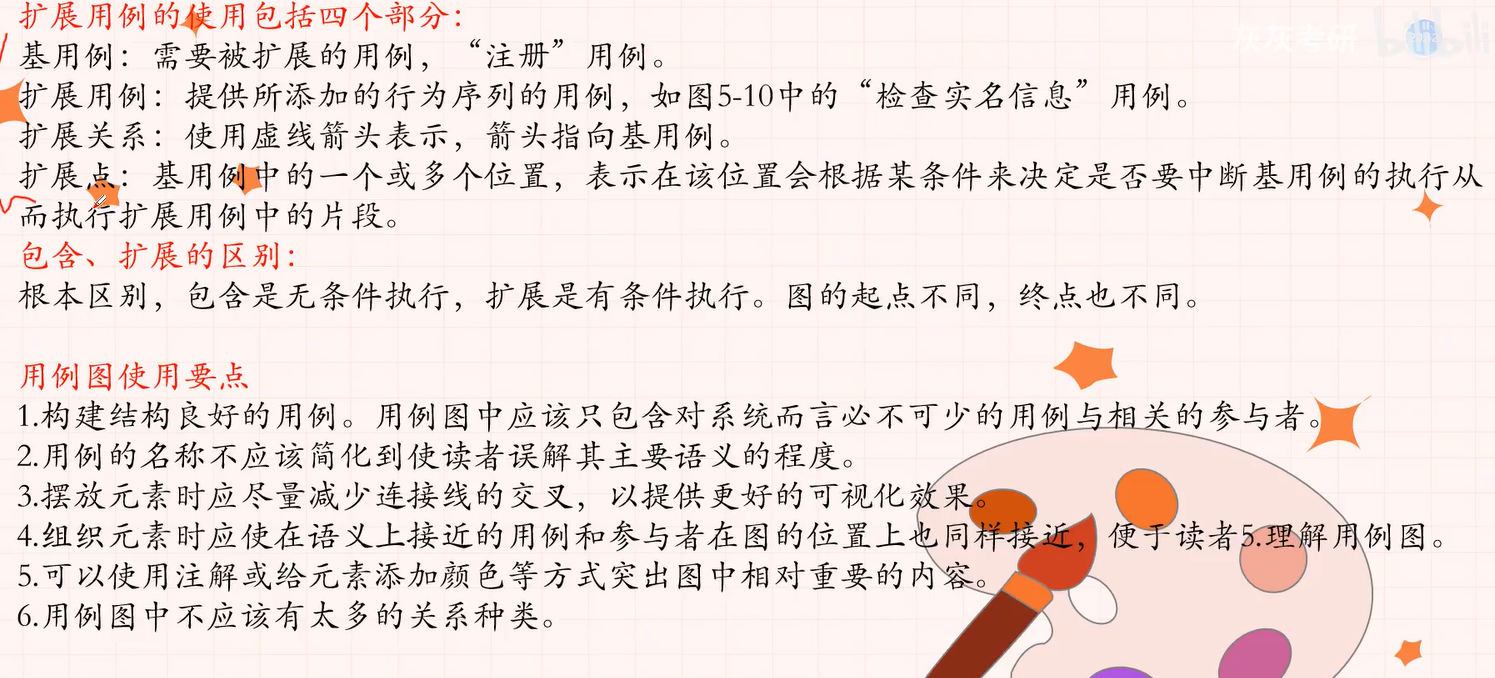 扩展用例的使用包括四个部分：
灰灰考研 bilibili
基用例：需要被扩展的用例，“注册”用例。
扩展用例：提供所添加的行为序列的用例，如图5-10中的“检查实名信息”用例。
扩展关系：使用虚线箭头表示，箭头指向基用例。
扩展点：基用例中的一个或多个位置，表示在该位置会根据某条件来决定是否要中断基用例的执行从
而执行扩展用例中的片段。
包含、扩展的区别：
根本区别，包含是无条件执行，扩展是有条件执行。图的起点不同，终点也不同。
用例图使用要点
1.构建结构良好的用例。用例图中应该只包含对系统而言必不可少的用例与相关的参与者。
2.用例的名称不应该简化到使读者误解其主要语义的程度。
3.摆放元素时应尽量减少连接线的交叉，以提供更好的可视化效果。
4.组织元素时应使在语义上接近的用例和参与者在图的位置上也同样接近，便于读者5.理解用例图。
5.可以使用注解或给元素添加颜色等方式突出图中相对重要的内容。
6.用例图中不应该有太多的关系种类。